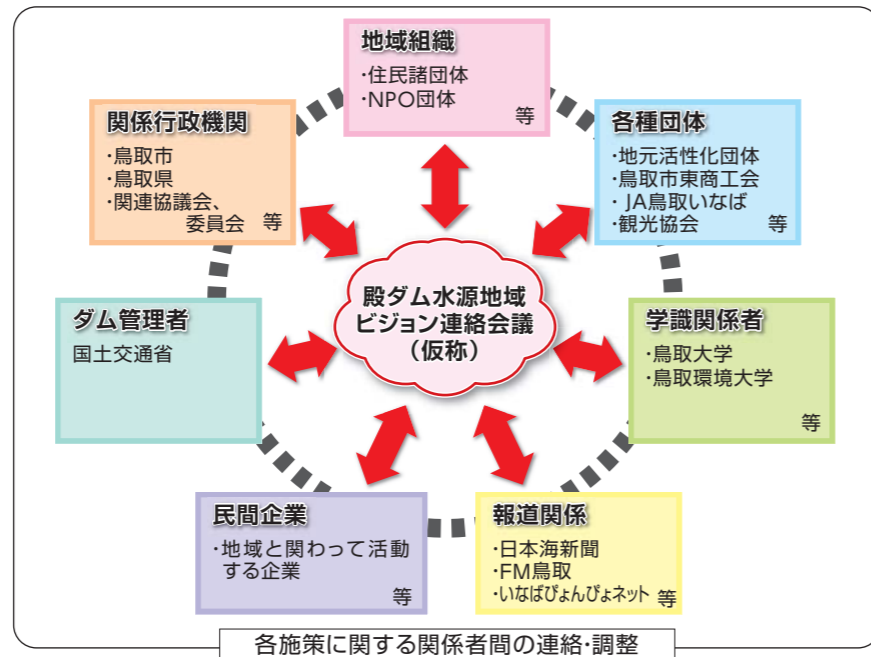 地域組織
・住民諸団体
・NPO団体
等
関係行政機関
・鳥取市
・鳥取県
・関連協議会、
委員会 等
各種団体
・地元活性化団体
・鳥取市東商工会
・JA鳥取いなば
・観光協会 等
殿ダム水源地域
ビジョン連絡会議
（仮称）
ダム管理者
国土交通省
学識関係者
・鳥取大学
・鳥取環境大学
等
民間企業
・地域と関わって活動
する企業
等
報道関係
・日本海新聞
・FM鳥取
・いなばぴょんぴょネット 等
各施策に関する関係者間の連絡・調整